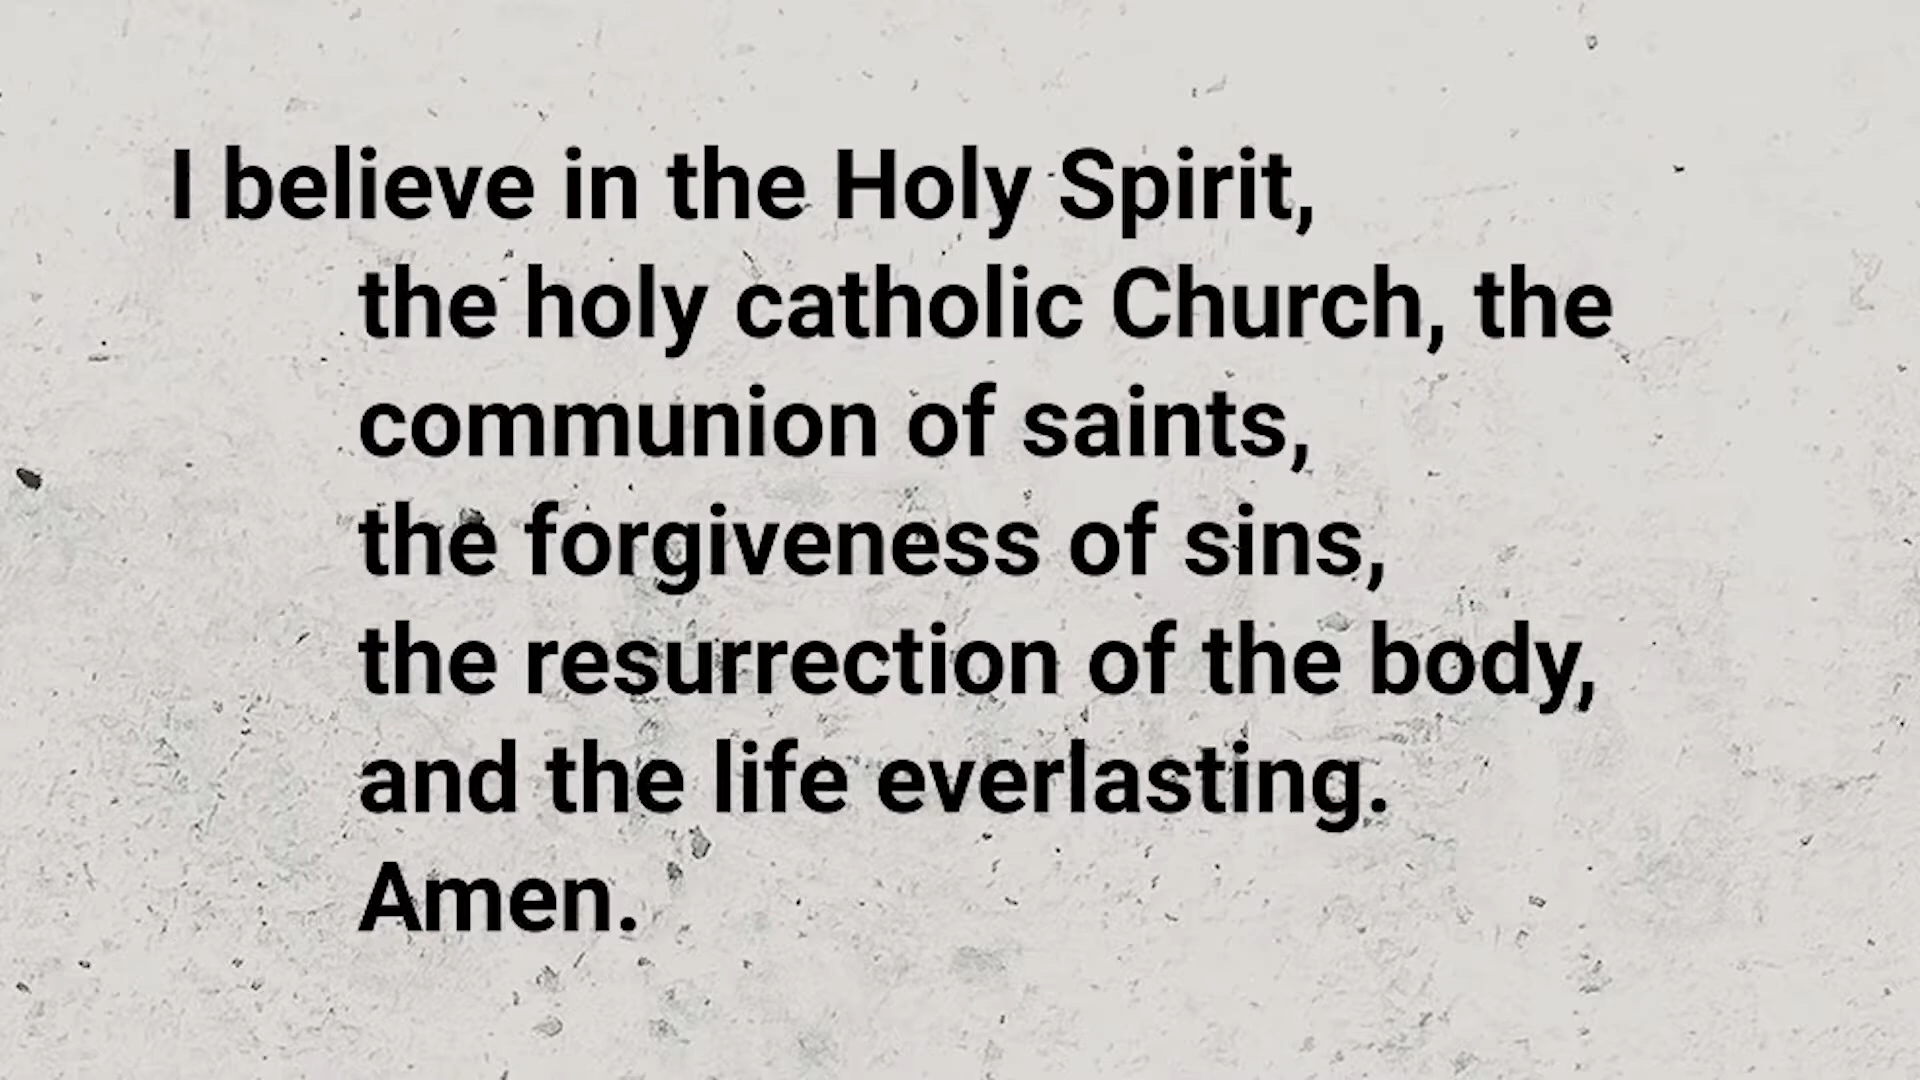 I believe in the Holy Spirit,
the holy catholic Church, the
communion of saints,
the forgiveness of sins,
the resurrection of the body,
and the life everlasting.
Amen.